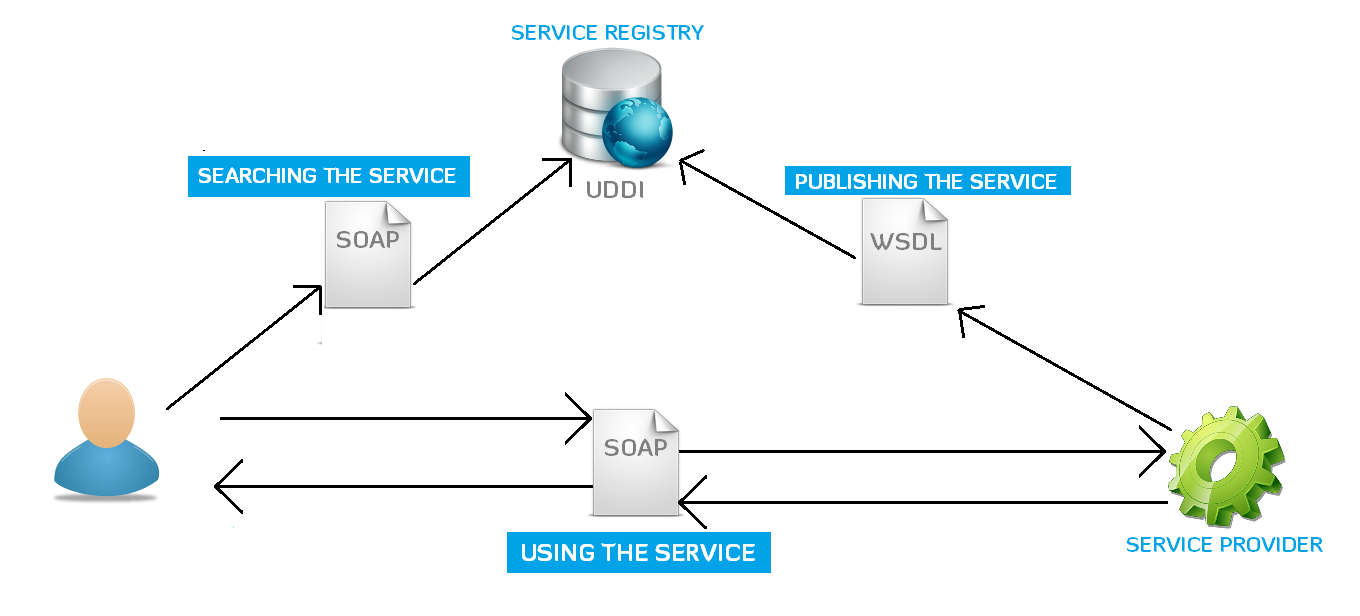 SERVICE REGISTRY
UDDI
SEARCHING THE SERVICE
SOAP
PUBLISHING THE SERVICE
WSDL
SOAP
USING THE SERVICE
SERVICE PROVIDER